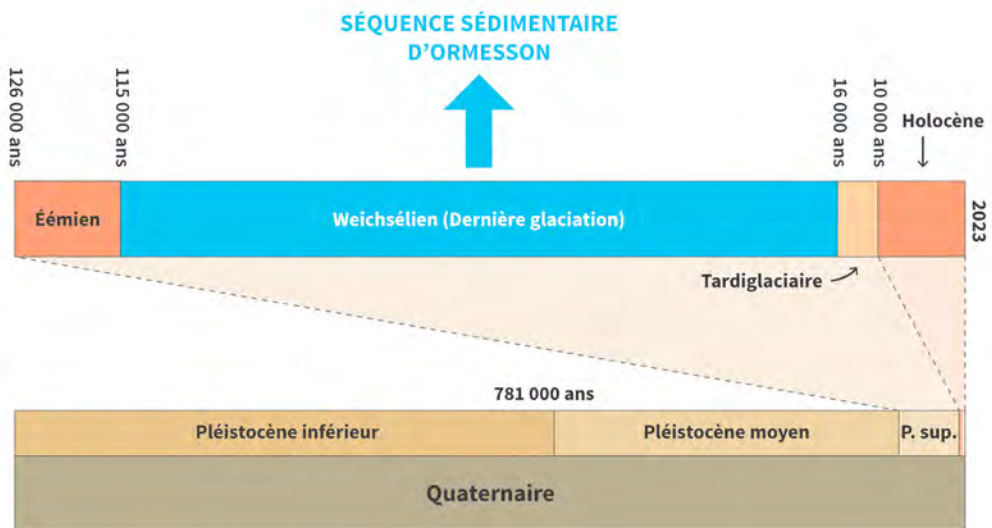 SÉQUENCE SÉDIMENTAIRE
D'ORMESSON
126 000 ans
115 000 ans
16 000 ans
10 000 ans
Holocène
Éémien
Weichsélien (Dernière glaciation)
2023
Tardiglaciaire
781 000 ans
Pléistocène inférieur
Pléistocène moyen
P. sup.
Quaternaire